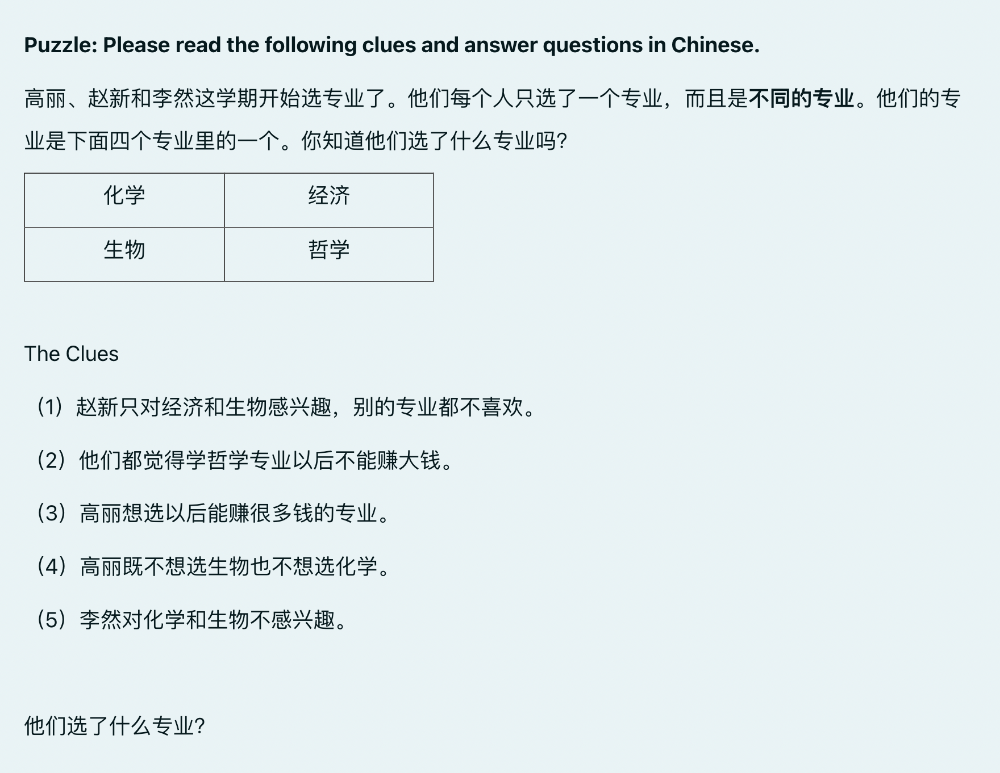 Puzzle: Please read the following clues and answer questions in Chinese.
高丽、赵新和李然这学期开始选专业了。他们每个人只选了一个专业，而且是不同的专业。他们的专
业是下面四个专业里的一个。你知道他们选了什么专业吗?
化学 经济
生物 哲学
The Clues
（1）赵新只对经济和生物感兴趣，别的专业都不喜欢。
（2）他们都觉得学哲学专业以后不能赚大钱。
（3）高丽想选以后能赚很多钱的专业。
（4）高丽既不想选生物也不想选化学。
（5）李然对化学和生物不感兴趣。
他们选了什么专业?